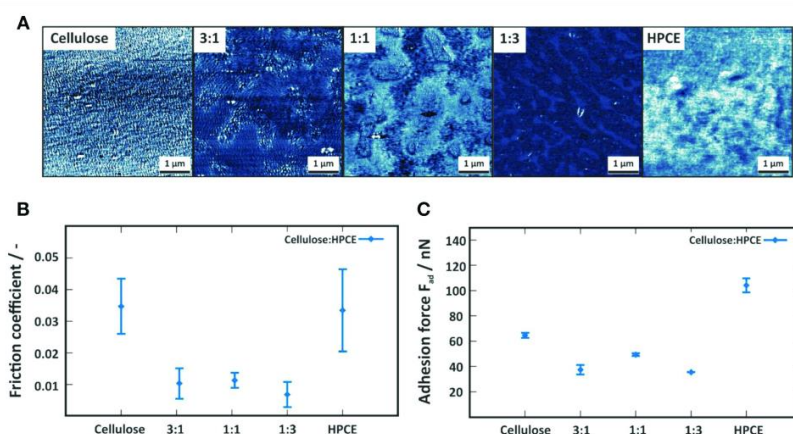 A
Cellulose
3:1
1:1
1:3
HPCE
1 μm
1 μm
1 μm
1 μm
1 μm
B
Cellulose:HPCE
Friction coefficient / -
0.05
0.04
0.03
0.02
0.01
Cellulose
3:1
1:1
1:3
HPCE
C
Cellulose:HPCE
Adhesion force F_ad / nN
140
120
100
80
60
40
20
Cellulose
3:1
1:1
1:3
HPCE